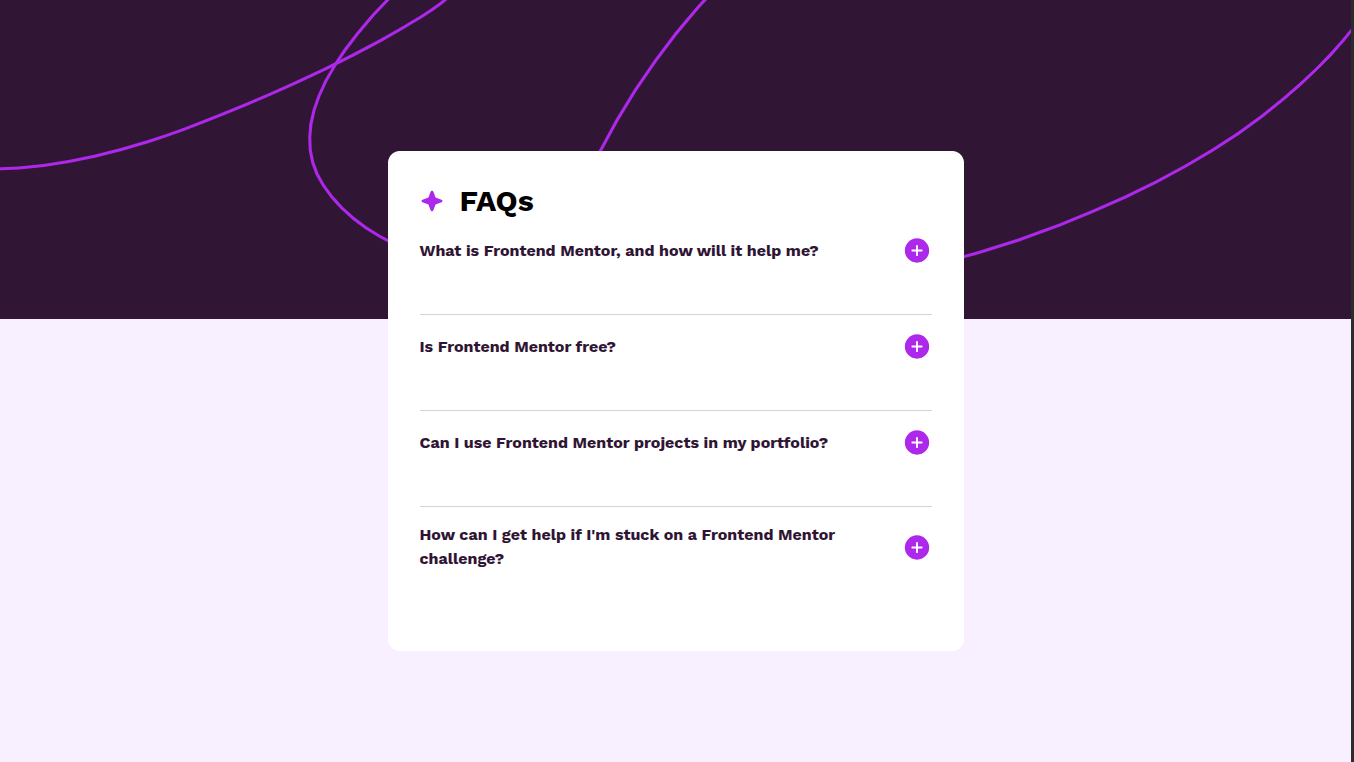 FAQs
What is Frontend Mentor, and how will it help me?
Is Frontend Mentor free?
Can I use Frontend Mentor projects in my portfolio?
How can I get help if I'm stuck on a Frontend Mentor
challenge?